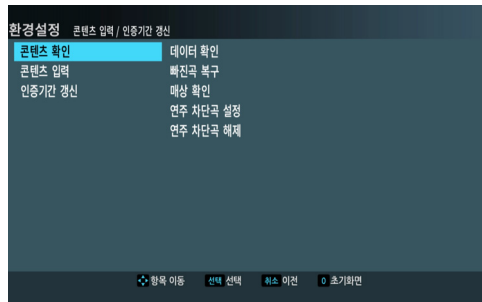 환경설정 콘텐츠 입력 / 인증기간 갱신
콘텐츠 확인 데이터 확인
콘텐츠 입력 빠진곡 복구
인증기간 갱신 매상 확인
연주 차단곡 설정
연주 차단곡 해제
항목 이동 선택 선택 취소 이전 0 초기화면